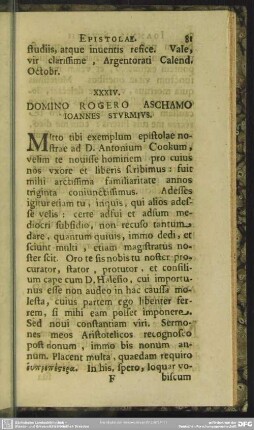 EPISTOLAE. 81
studiis, atque inuentis refice. Vale,
vir clarissime, Argentorati Calend.
Octobr.
XXXIV.
DOMINO ROGERO ASCHAMO
IOANNES STVRMIVS.
MItto tibi exemplum epistolae no-
strae ad D. Antonium Cookum,
velim te nouisse hominem pro cuius
nos vxore et liberis scribimus: fuit
mihi arctissima familiaritate annos
triginta coniunctissimus. Adesses
igitur etiam tu, inquis, qui alios adef-
se velis: certe adfui et adsum me-
diocri subsidio, non recuso tantum
dare, quantum quiuis, immo dedi, et
sciunt multi, etiam magistratus no-
ster scit. Oro te sis nobis tu noster pro-
curator, stator, protutor, et consili-
um cape cum D. Halesio, cui importu-
nus esse non audeo in hac caussa mo-
lesta, cuius partem ego libenter fer-
rem, si mihi eam posset imponere.
Sed noui constantiam viri. Sermo-
nes meos Aristotelicos recognosco
post donum, immo bis nonum an-
num. Placent multa, quaedam requiro
In his, spero, loquar vo-
F biscum